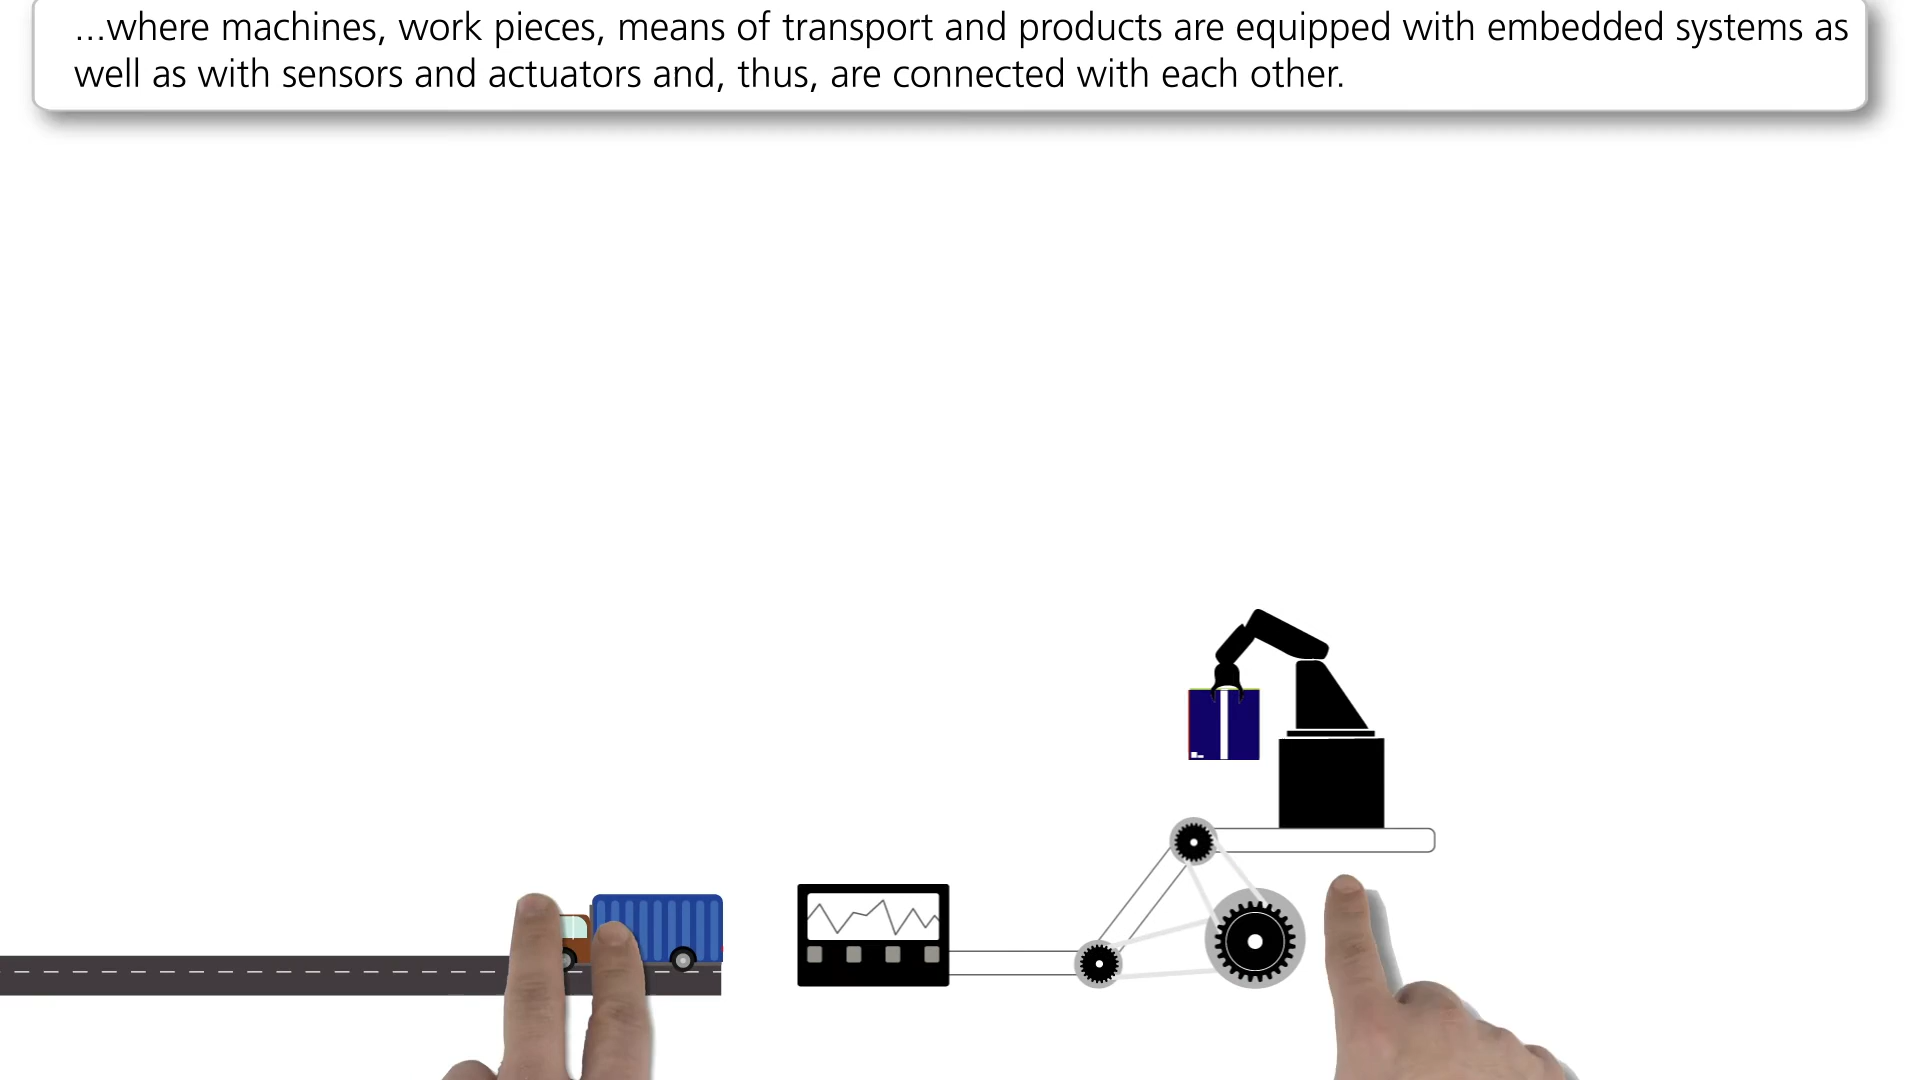 ...where machines, work pieces, means of transport and products are equipped with embedded systems as
well as with sensors and actuators and, thus, are connected with each other.